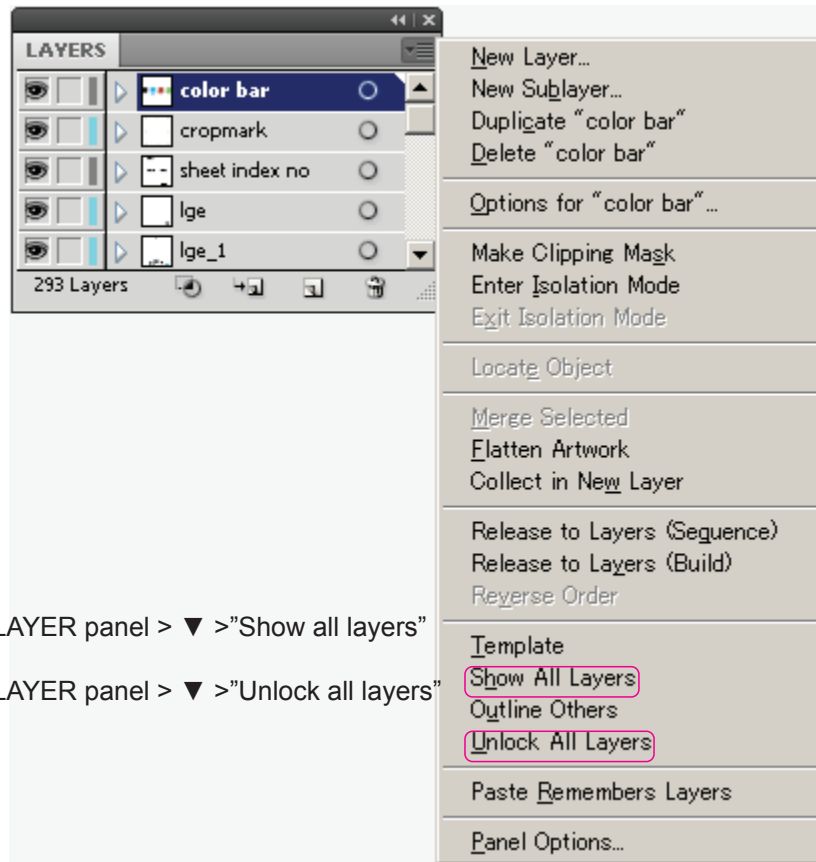 LAYERS
color bar
cropmark
sheet index no
lge
lge_1
293 Layers
New Layer...
New Sublayer...
Duplicate "color bar"
Delete "color bar"
Options for "color bar"...
Make Clipping Mask
Enter Isolation Mode
Exit Isolation Mode
Locate Object
Merge Selected
Flatten Artwork
Collect in New Layer
Release to Layers (Sequence)
Release to Layers (Build)
Reverse Order
Template
Show All Layers
Outline Others
Unlock All Layers
Paste Remembers Layers
Panel Options...
LAYER panel > ▼ >”Show all layers”
LAYER panel > ▼ >”Unlock all layers”